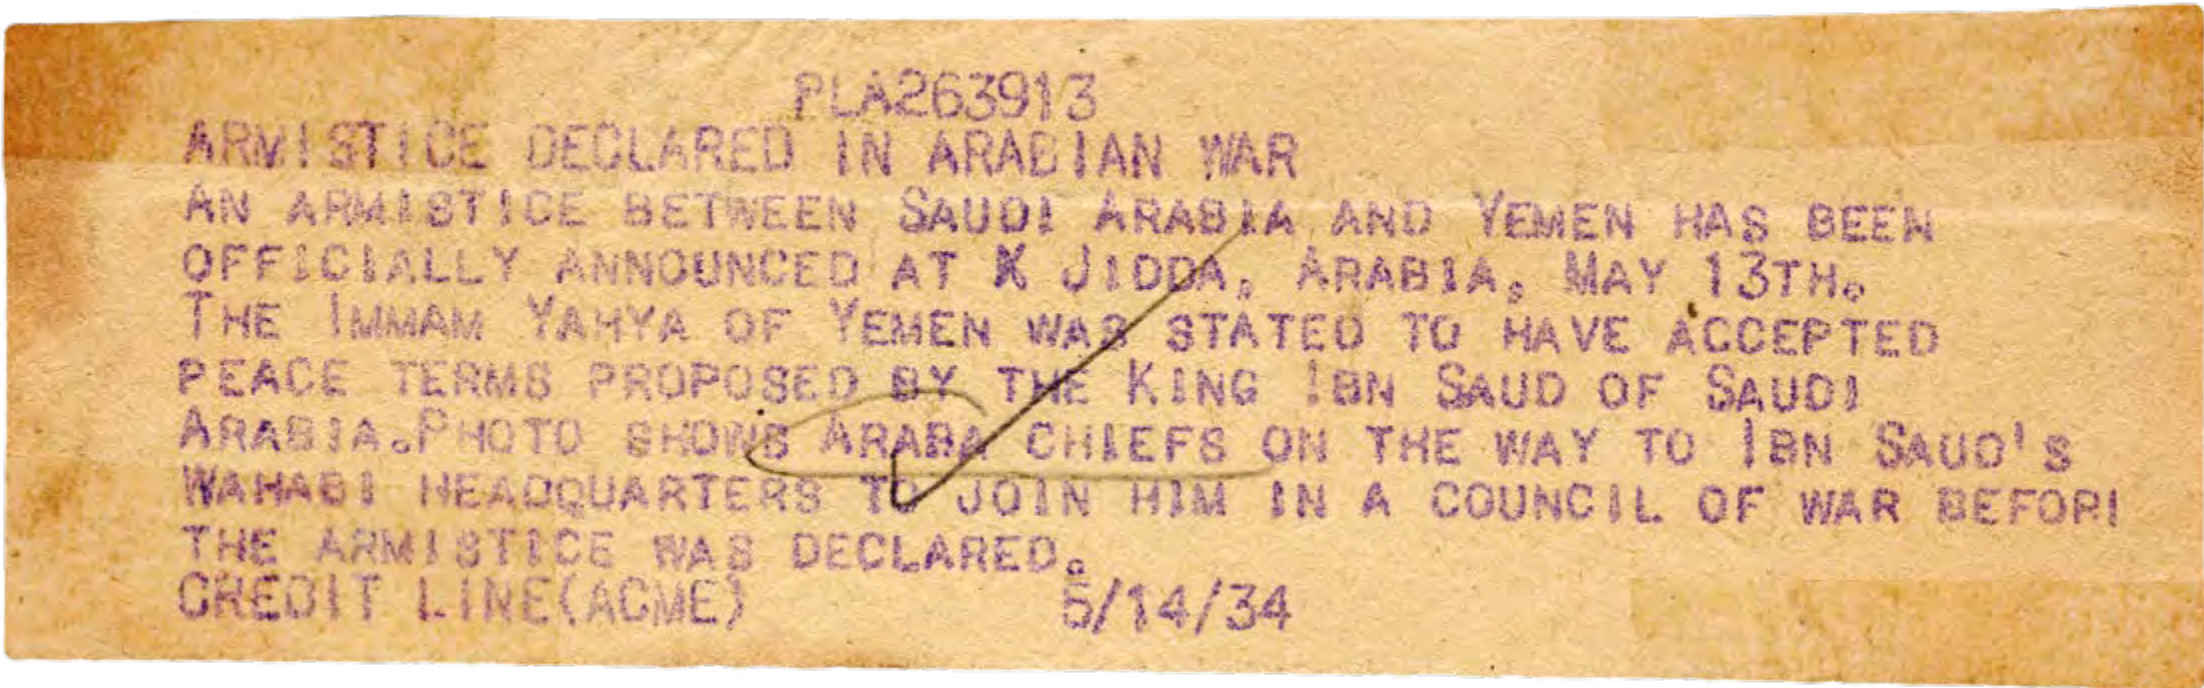 PLA263913
ARMISTICE DECLARED IN ARABIAN WAR
AN ARMISTICE BETWEEN SAUDI ARABIA AND YEMEN HAS BEEN
OFFICIALLY ANNOUNCED AT X JIDDA, ARABIA, MAY 13TH.
THE IMMAM YAHYA OF YEMEN WAS STATED TO HAVE ACCEPTED
PEACE TERMS PROPOSED BY THE KING IBN SAUD OF SAUDI
ARABIA.PHOTO SHOWS ARABA CHIEFS ON THE WAY TO IBN SAUD'S
WAHABI HEADQUARTERS TO JOIN HIM IN A COUNCIL OF WAR BEFOR
THE ARMISTICE WAS DECLARED.
CREDIT LINE(ACME) 5/14/34